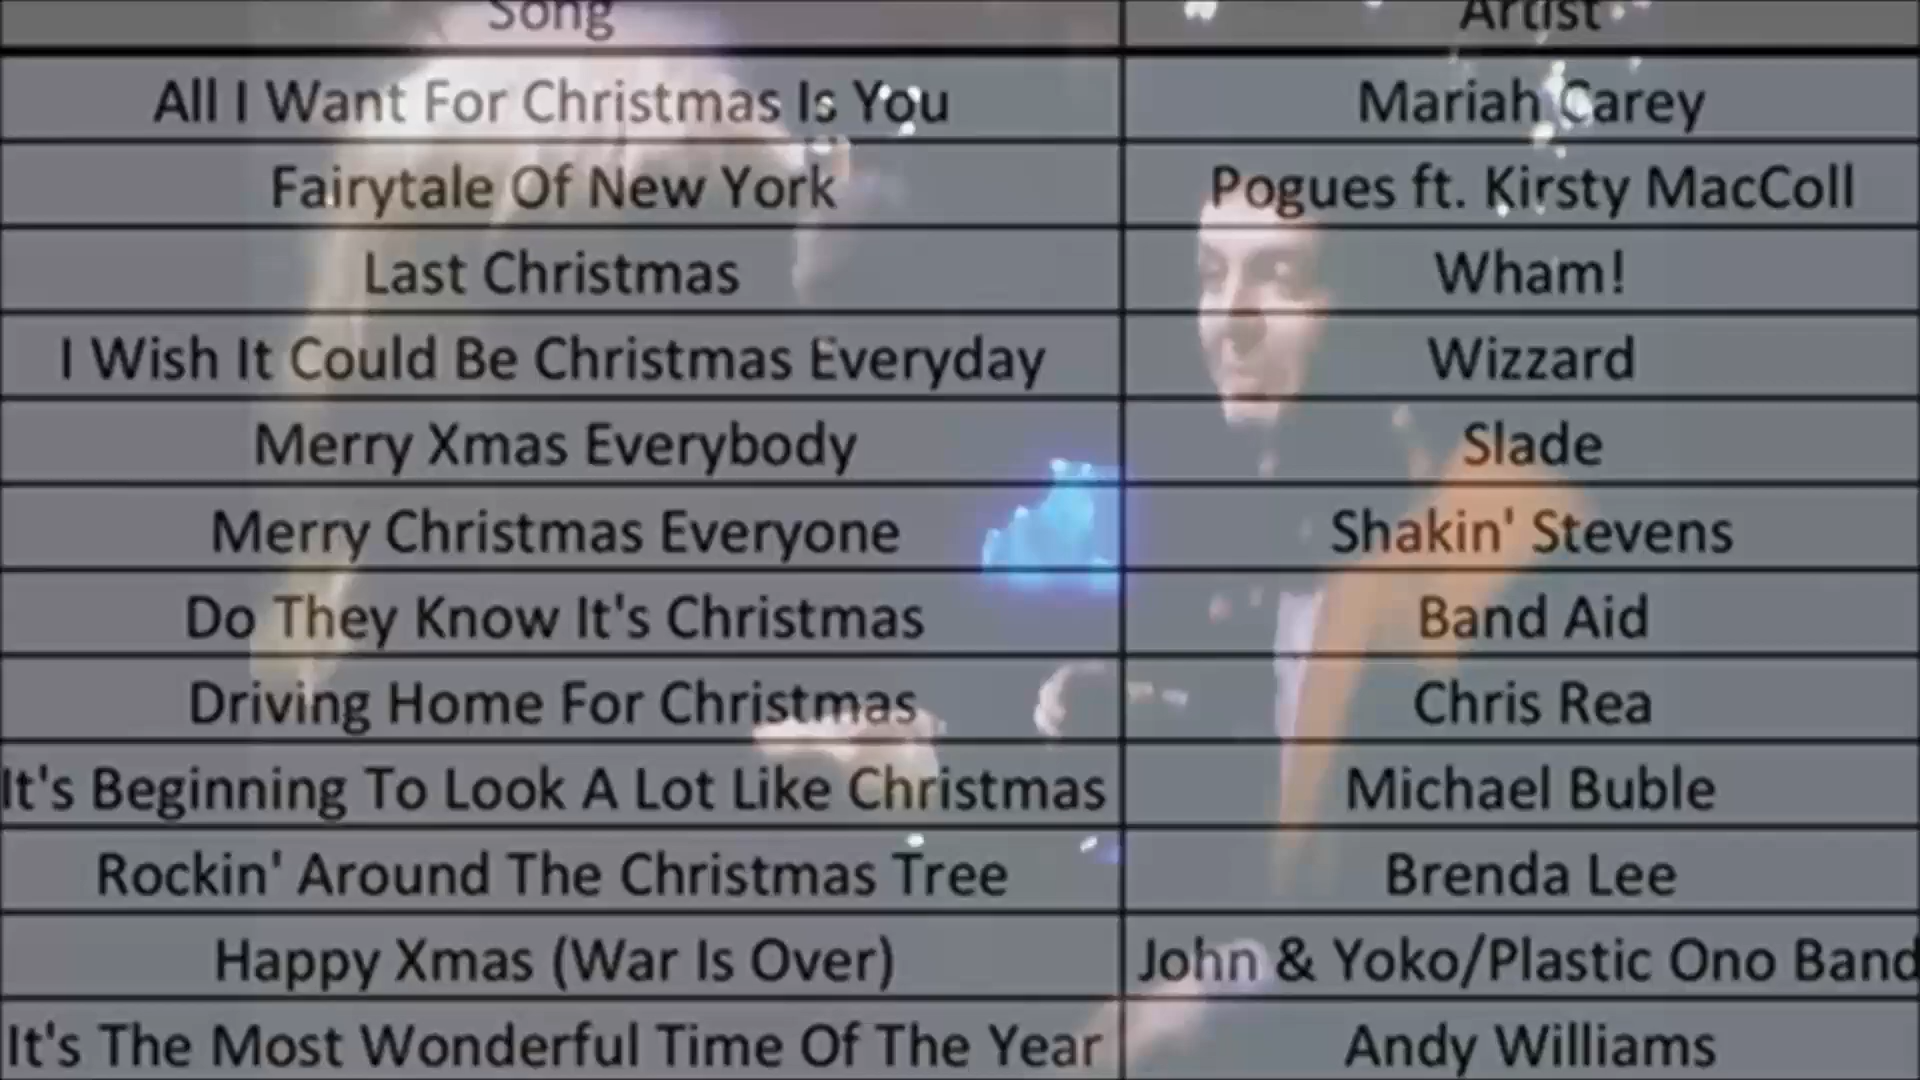 Song Artist
All I Want For Christmas Is You Mariah Carey
Fairytale Of New York Pogues ft. Kirsty MacColl
Last Christmas Wham!
I Wish It Could Be Christmas Everyday Wizzard
Merry Xmas Everybody Slade
Merry Christmas Everyone Shakin' Stevens
Do They Know It's Christmas Band Aid
Driving Home For Christmas Chris Rea
It's Beginning To Look A Lot Like Christmas Michael Buble
Rockin' Around The Christmas Tree Brenda Lee
Happy Xmas (War Is Over) John & Yoko/Plastic Ono Band
It's The Most Wonderful Time Of The Year Andy Williams